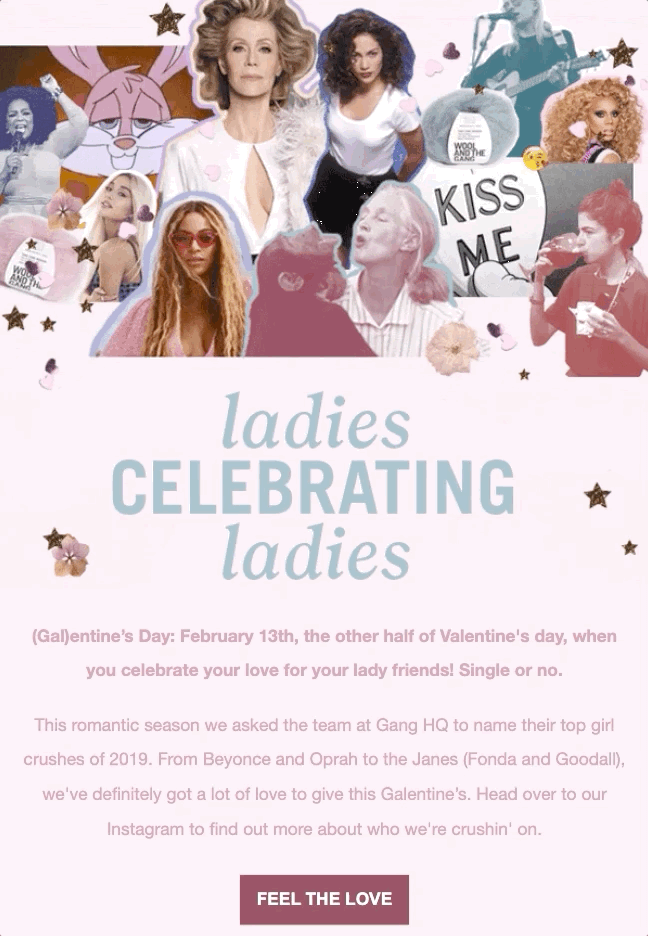 WOOL
AND THE
GANG
KISS
ME
WOOL
AND THE
GANG
ladies
CELEBRATING
ladies
(Gal)entine’s Day: February 13th, the other half of Valentine's day, when
you celebrate your love for your lady friends! Single or no.
This romantic season we asked the team at Gang HQ to name their top girl
crushes of 2019. From Beyonce and Oprah to the Janes (Fonda and Goodall),
we've definitely got a lot of love to give this Galentine’s. Head over to our
Instagram to find out more about who we're crushin' on.
FEEL THE LOVE